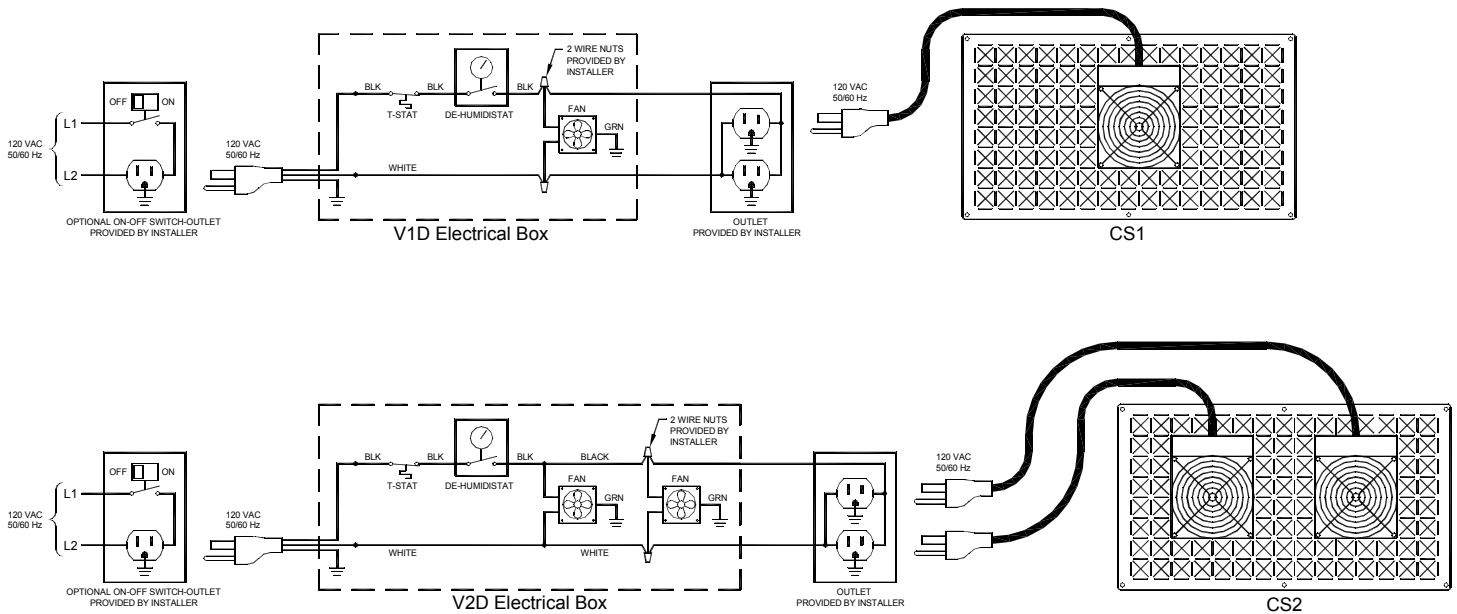 2 WIRE NUTS
PROVIDED BY
INSTALLER
OFF ON
L1
120 VAC
50/60 Hz
L2
OPTIONAL ON-OFF SWITCH-OUTLET
PROVIDED BY INSTALLER
120 VAC
50/60 Hz
BLK
T-STAT
BLK
DE-HUMIDISTAT
BLK
FAN
GRN
WHITE
V1D Electrical Box
OUTLET
PROVIDED BY INSTALLER
120 VAC
50/60 Hz
CS1
2 WIRE NUTS
PROVIDED BY
INSTALLER
OFF ON
L1
120 VAC
50/60 Hz
L2
OPTIONAL ON-OFF SWITCH-OUTLET
PROVIDED BY INSTALLER
120 VAC
50/60 Hz
BLK
T-STAT
BLK
DE-HUMIDISTAT
BLK
BLACK
FAN
GRN
FAN
GRN
WHITE
WHITE
V2D Electrical Box
OUTLET
PROVIDED BY INSTALLER
120 VAC
50/60 Hz
CS2